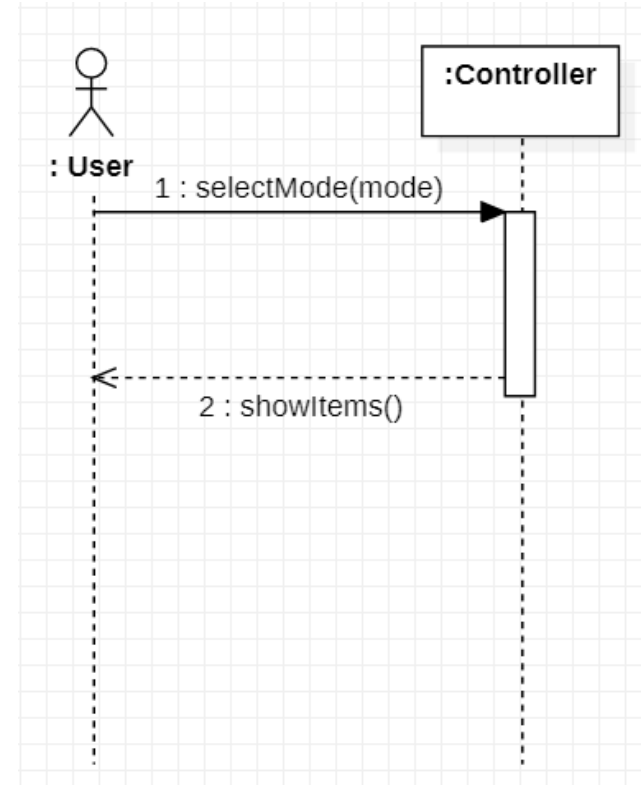 :Controller
: User
1 : selectMode(mode)
2 : showItems()